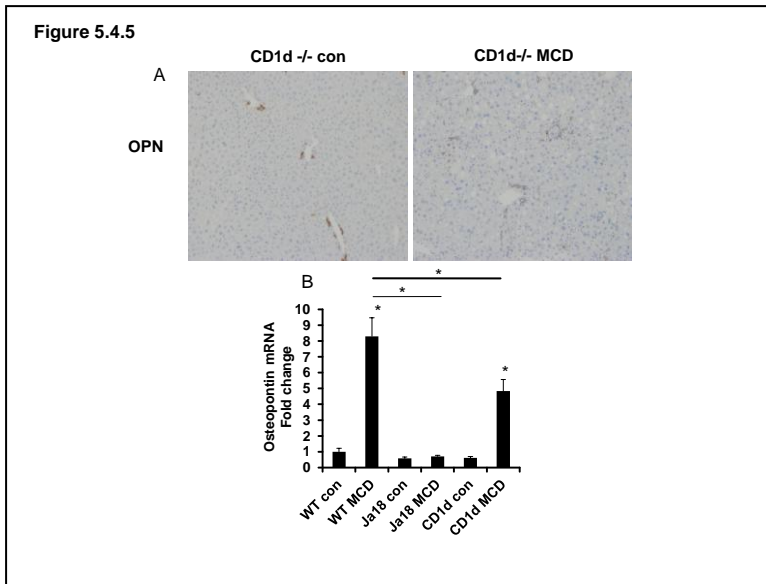 Figure 5.4.5
CD1d -/- con
CD1d-/- MCD
A
OPN
B
*
*
*
*
Osteopontin mRNA
Fold change
10
9
8
7
6
5
4
3
2
1
0
WT con
WT MCD
Ja18 con
Ja18 MCD
CD1d con
CD1d MCD